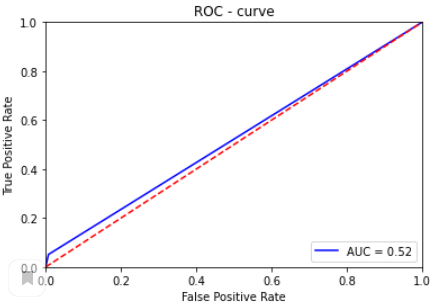 ROC - curve
True Positive Rate
1.0
0.8
0.6
0.4
0.2
0.0
0.0 0.2 0.4 0.6 0.8 1.0
AUC = 0.52
False Positive Rate